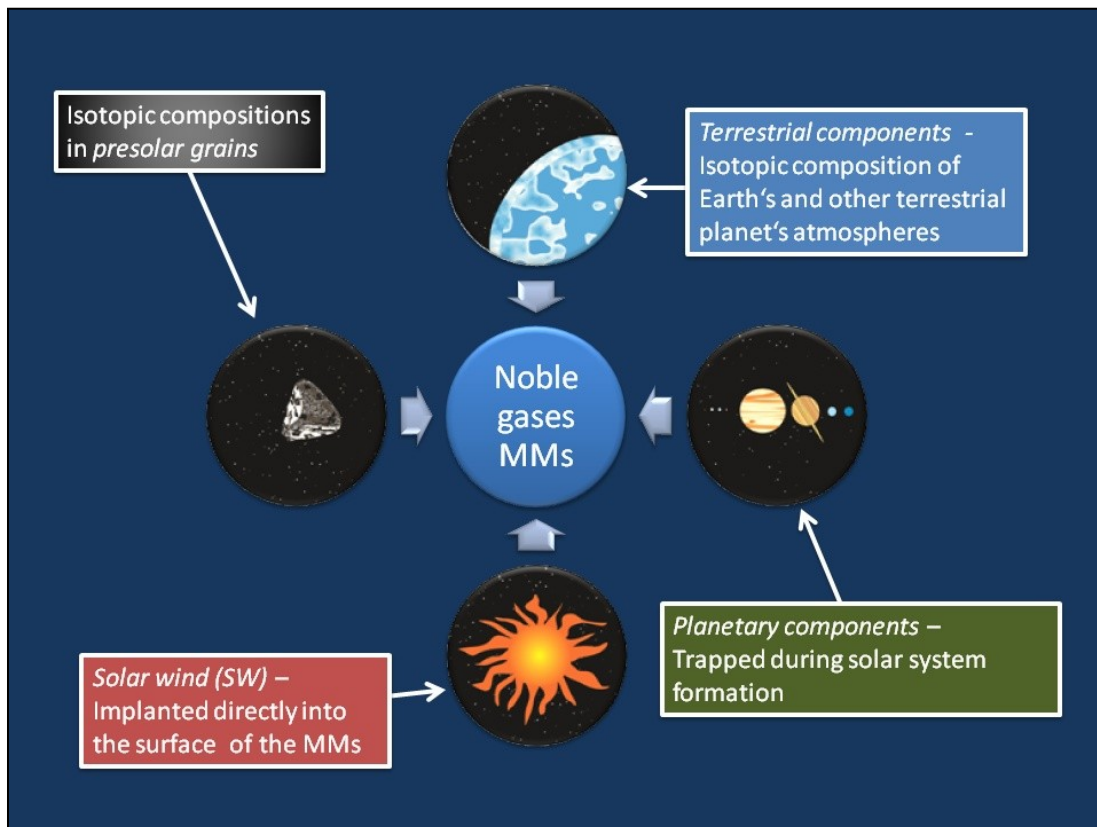 Isotopic compositions
in presolar grains
Terrestrial components  -
Isotopic composition of
Earth‘s and other terrestrial
planet‘s atmospheres
Noble
gases
MMs
Solar wind (SW) –
Implanted directly into
the surface  of the MMs
Planetary components –
Trapped during solar system
formation